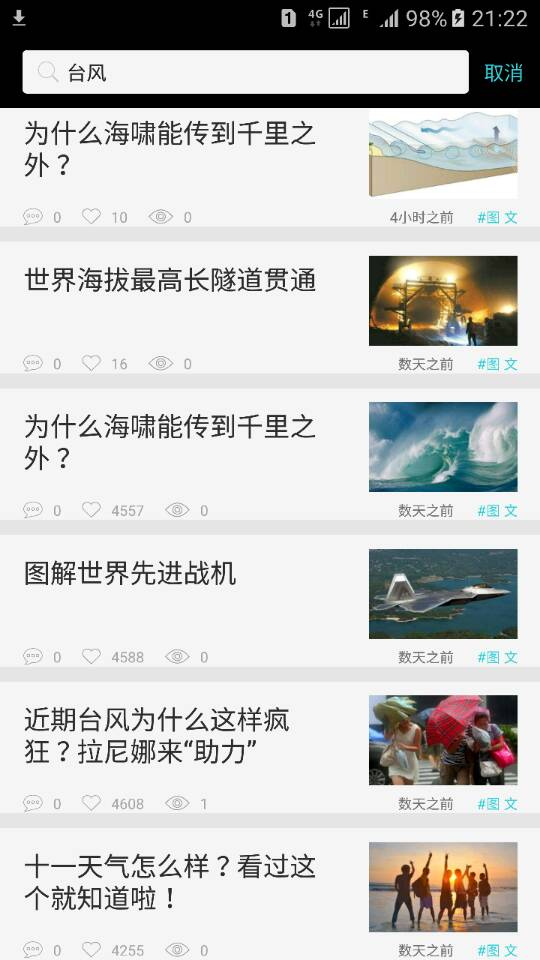 1 4G E 98% 21:22
台风 取消
为什么海啸能传到千里之
外？
0 10 0 4小时之前 #图文
世界海拔最高长隧道贯通
0 16 0 数天之前 #图文
为什么海啸能传到千里之
外？
0 4557 0 数天之前 #图文
图解世界先进战机
0 4588 0 数天之前 #图文
近期台风为什么这样疯
狂？拉尼娜来“助力”
0 4608 1 数天之前 #图文
十一天气怎么样？看过这
个就知道啦！
0 4255 0 数天之前 #图文